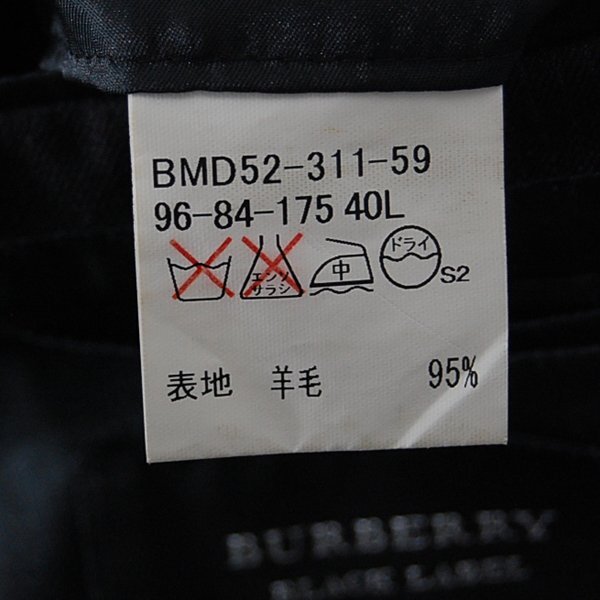 BMD52-311-59
96-84-175 40L
エンソ サラシ 中 ドライ S2
表地 羊毛 95%
BURBERRY
BLACK LABEL